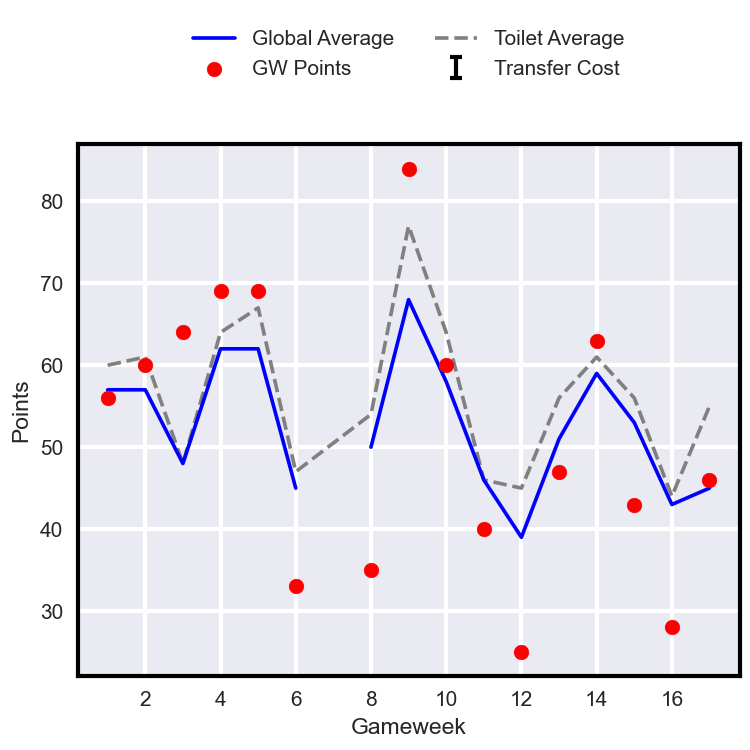 Global Average
GW Points
Toilet Average
Transfer Cost
80
70
60
50
40
30
Points
2 4 6 8 10 12 14 16
Gameweek